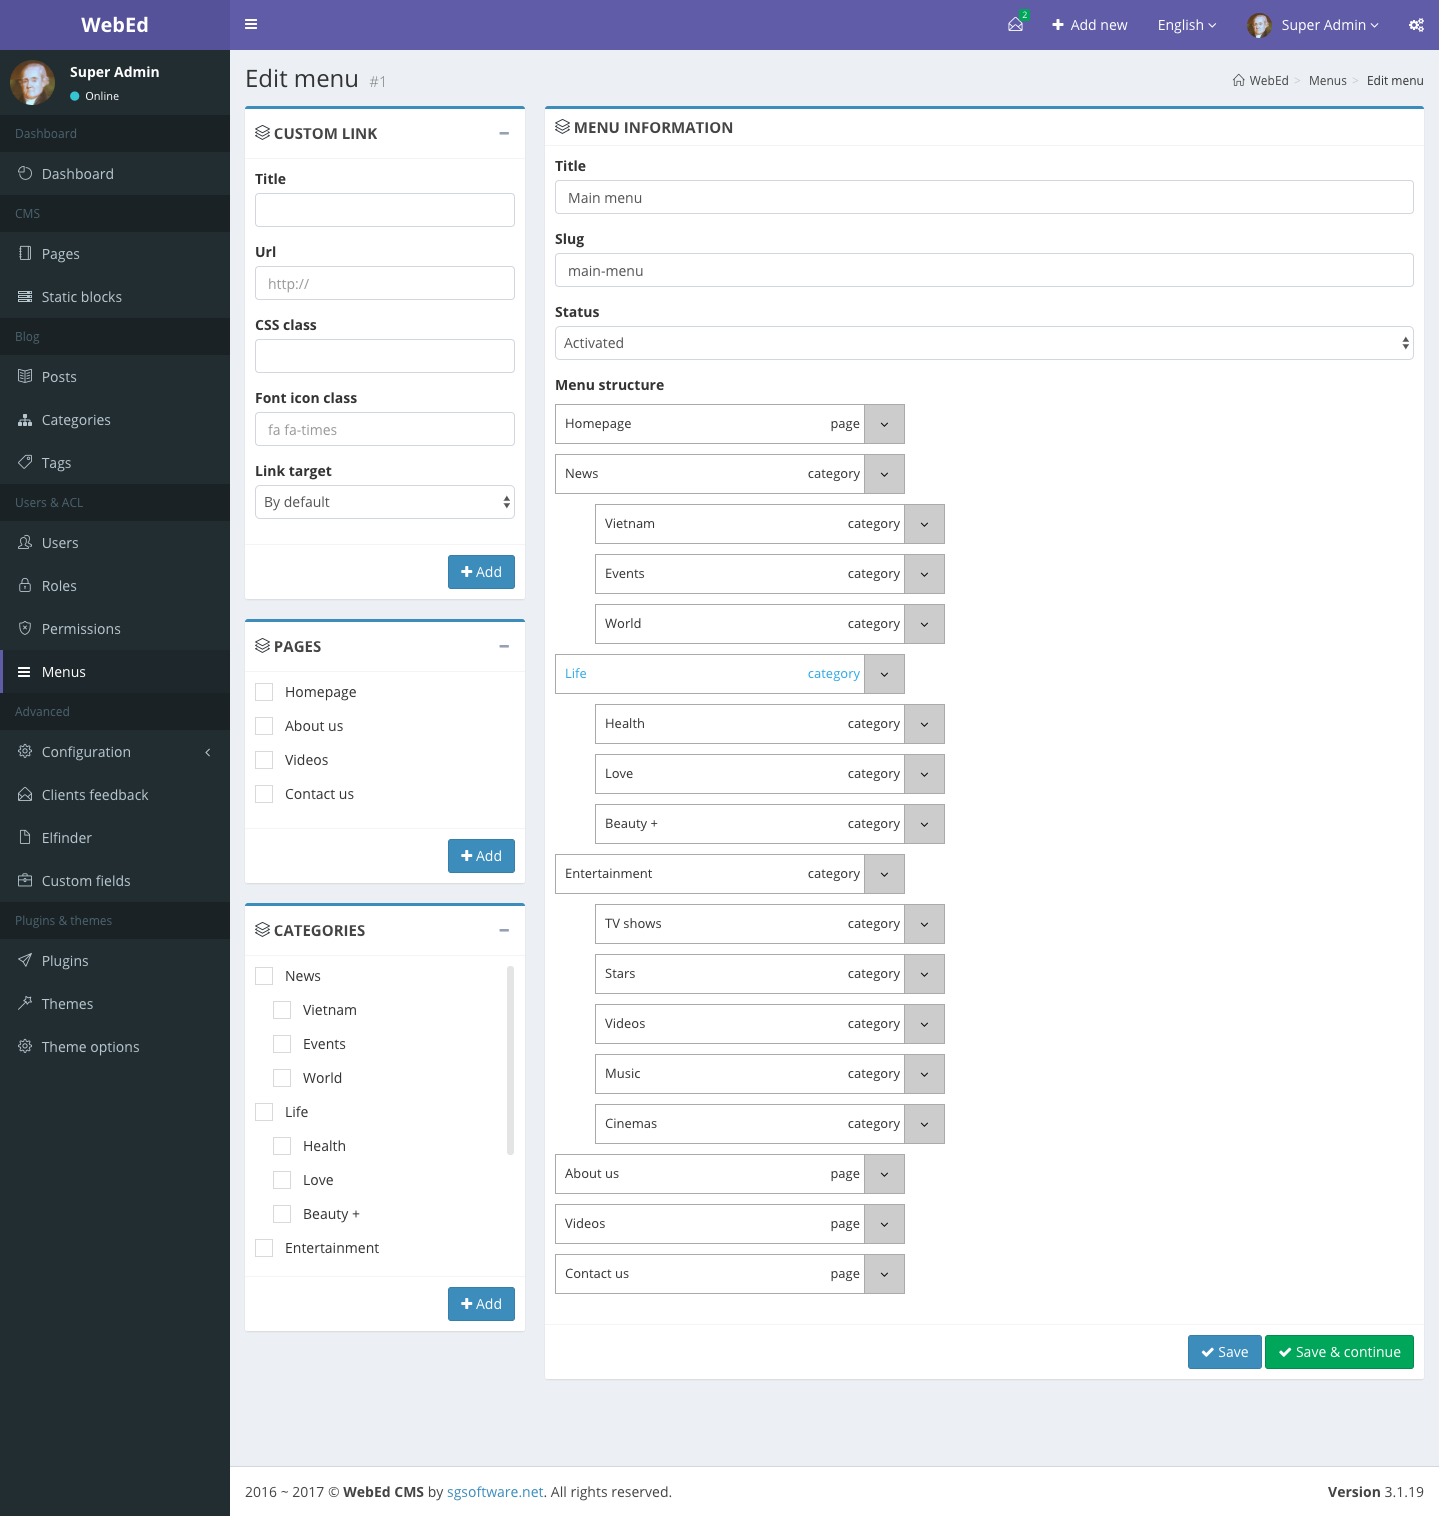 WebEd
2
Add new
English
Super Admin
Super Admin
Online
Dashboard
Dashboard
CMS
Pages
Static blocks
Blog
Posts
Categories
Tags
Users & ACL
Users
Roles
Permissions
Menus
Advanced
Configuration
Clients feedback
Elfinder
Custom fields
Plugins & themes
Plugins
Themes
Theme options
Edit menu #1
WebEd > Menus > Edit menu
CUSTOM LINK
Title
Url
http://
CSS class
Font icon class
fa fa-times
Link target
By default
Add
PAGES
Homepage
About us
Videos
Contact us
Add
CATEGORIES
News
Vietnam
Events
World
Life
Health
Love
Beauty +
Entertainment
Add
MENU INFORMATION
Title
Main menu
Slug
main-menu
Status
Activated
Menu structure
Homepage page
News category
Vietnam category
Events category
World category
Life category
Health category
Love category
Beauty + category
Entertainment category
TV shows category
Stars category
Videos category
Music category
Cinemas category
About us page
Videos page
Contact us page
Save
Save & continue
2016 ~ 2017 © WebEd CMS by sgsoftware.net. All rights reserved.
Version 3.1.19